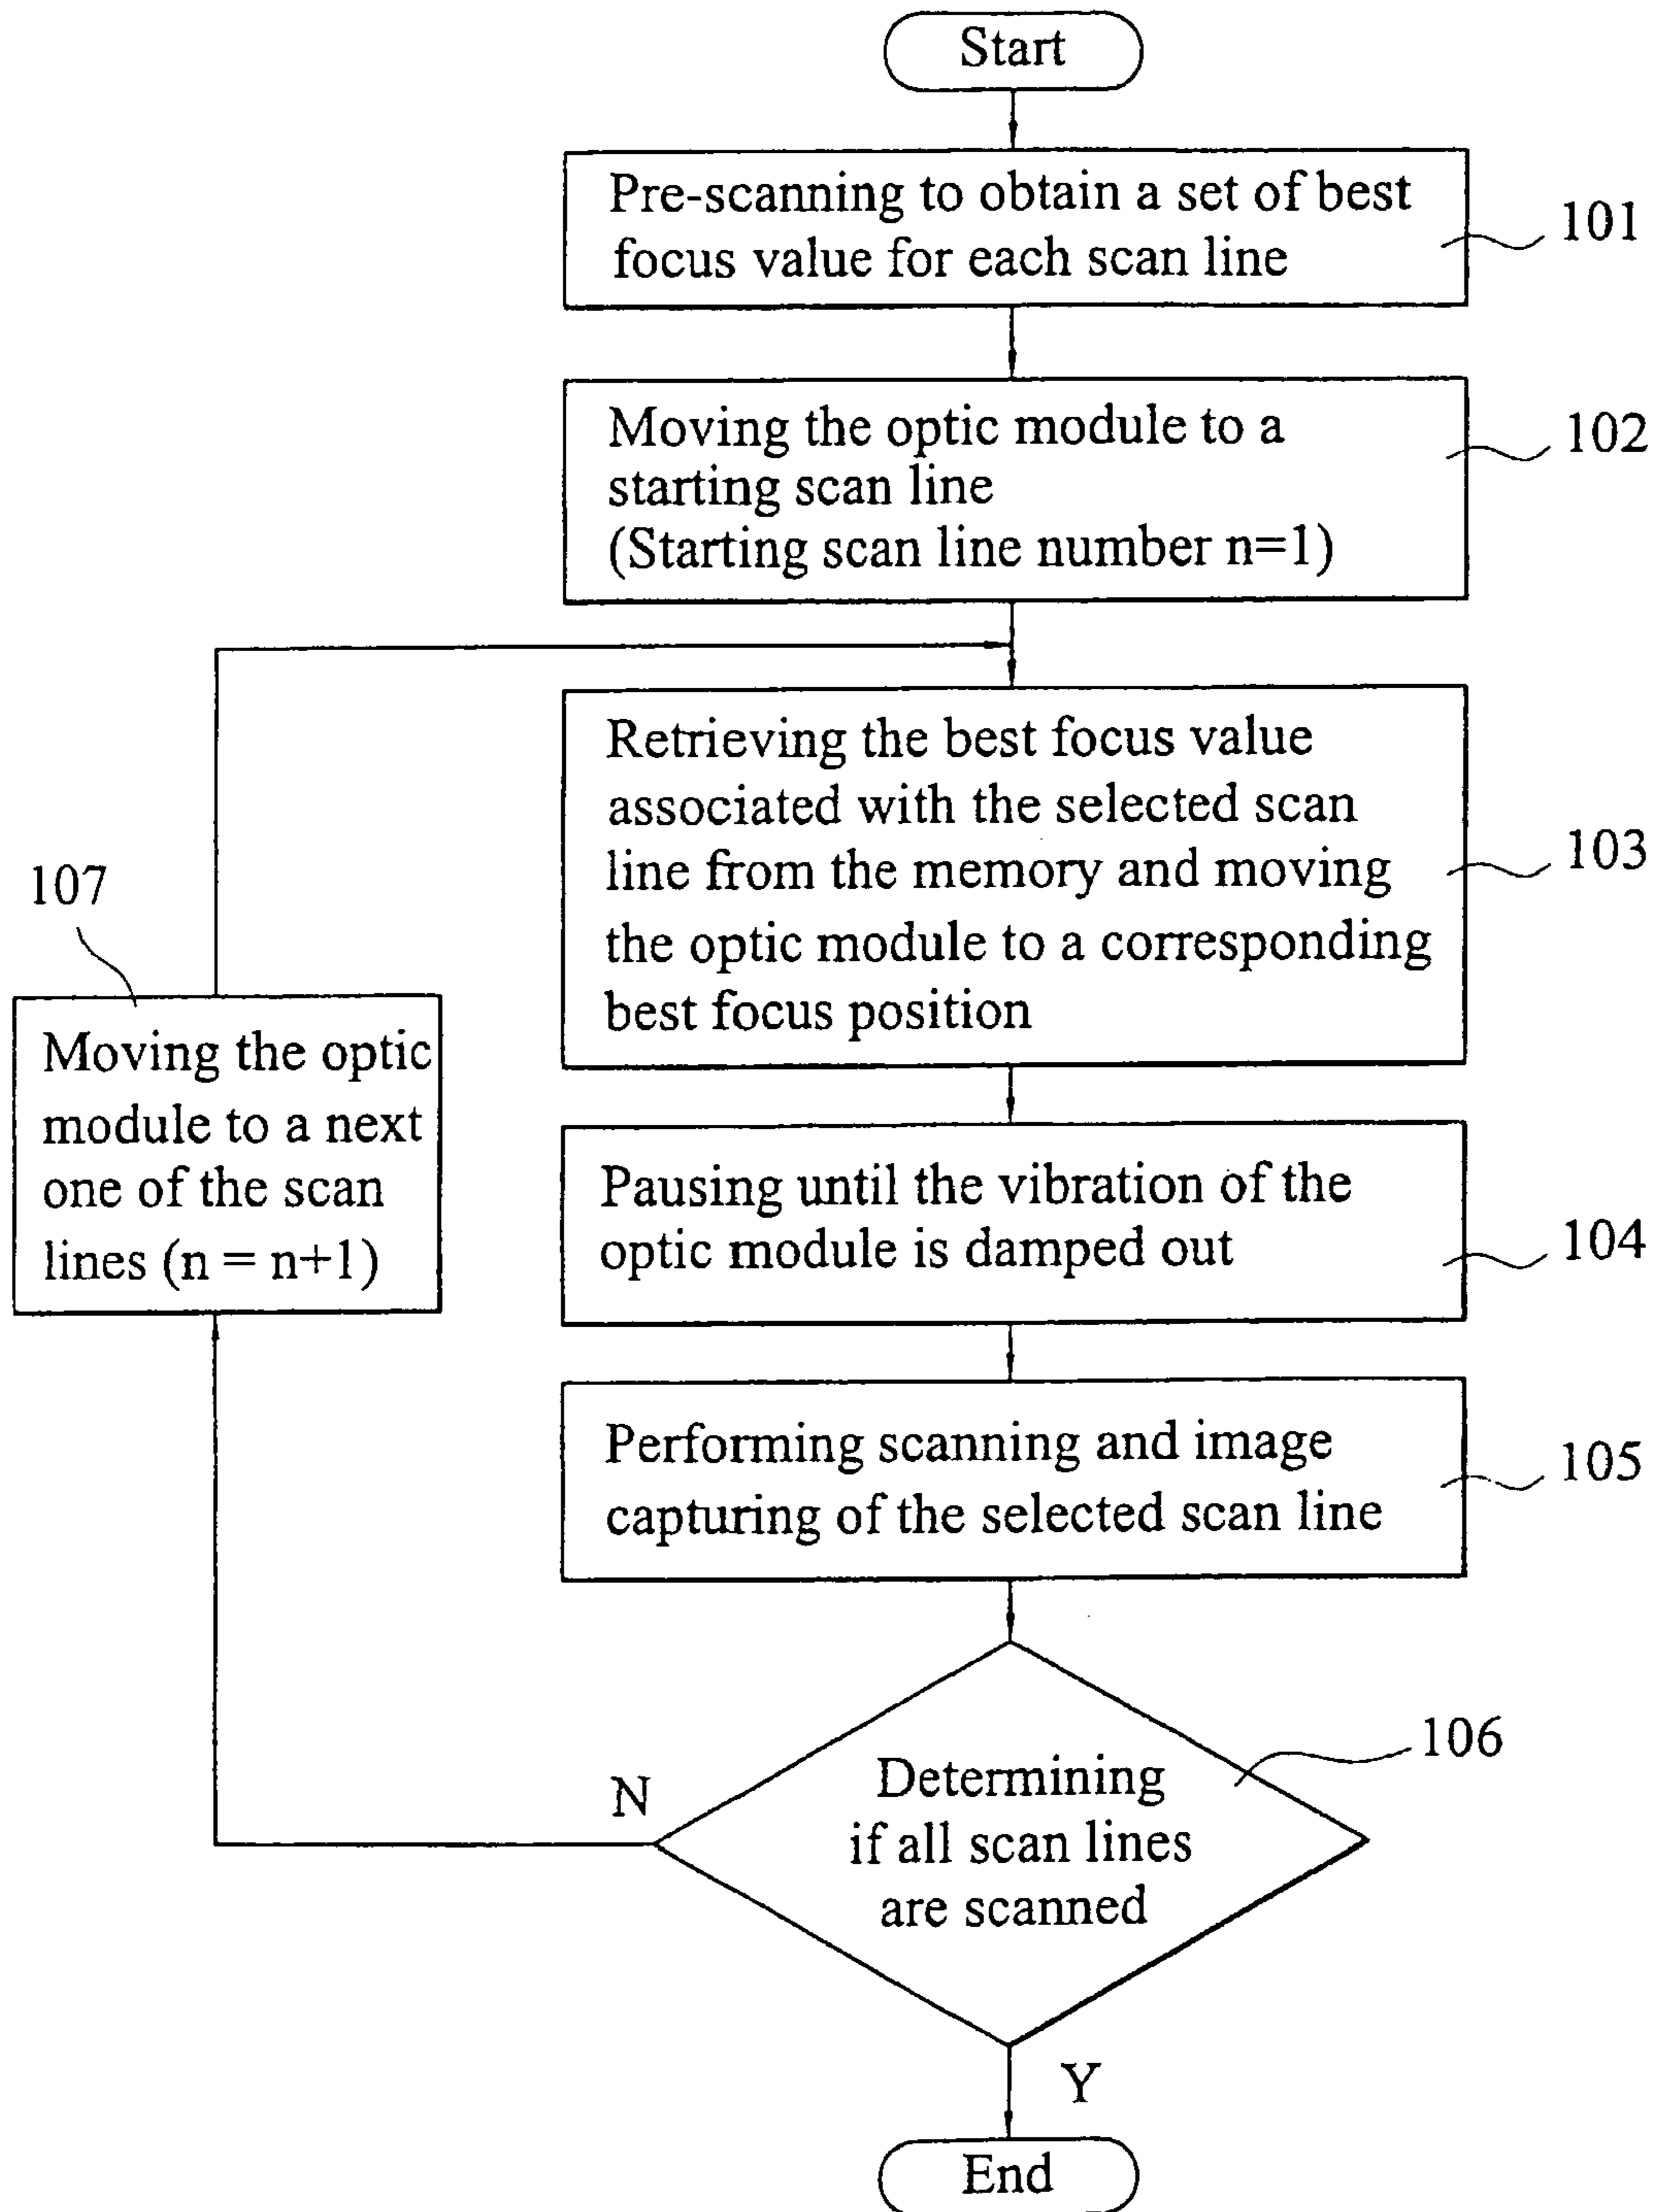 Start
Pre-scanning to obtain a set of best
focus value for each scan line
101
Moving the optic module to a
starting scan line
(Starting scan line number n=1)
102
Retrieving the best focus value
associated with the selected scan
line from the memory and moving
the optic module to a corresponding
best focus position
103
107
Moving the optic
module to a next
one of the scan
lines (n = n+1)
Pausing until the vibration of the
optic module is damped out
104
Performing scanning and image
capturing of the selected scan line
105
Determining
if all scan lines
are scanned
106
N
Y
End